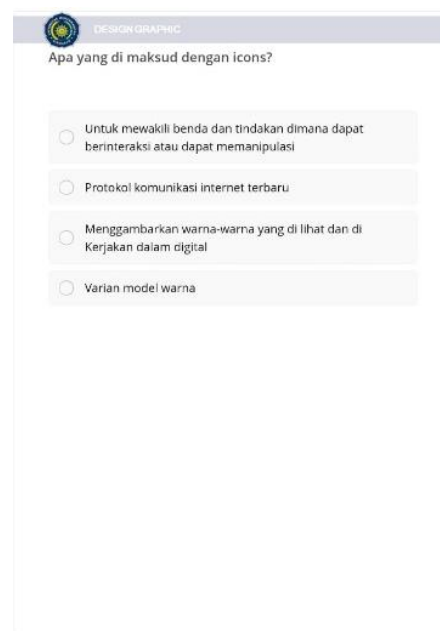 DESIGN GRAPHIC
Apa yang di maksud dengan icons?
Untuk mewakili benda dan tindakan dimana dapat
berinteraksi atau dapat memanipulasi
Protokol komunikasi internet terbaru
Menggambarkan warna-warna yang di lihat dan di
Kerjakan dalam digital
Varian model warna